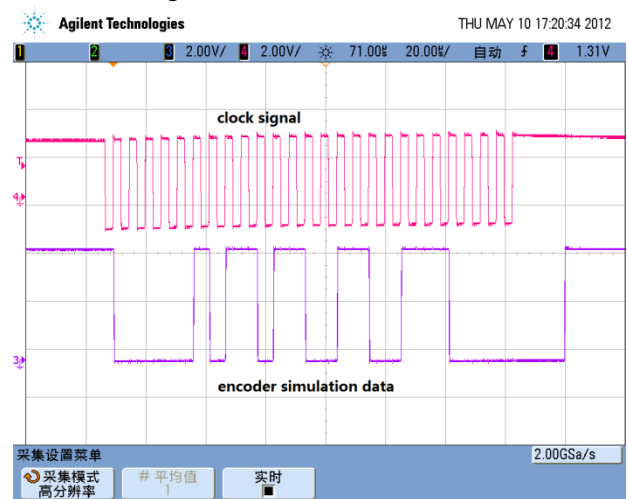 Agilent Technologies THU MAY 10 17:20:34 2012
1 2 3 2.00V/ 4 2.00V/ 71.00% 20.00%/ 自动 4 1.31V
clock signal
T
4
3
encoder simulation data
采集设置菜单 2.00GSa/s
采集模式 # 平均值 实时
高分辨率 1